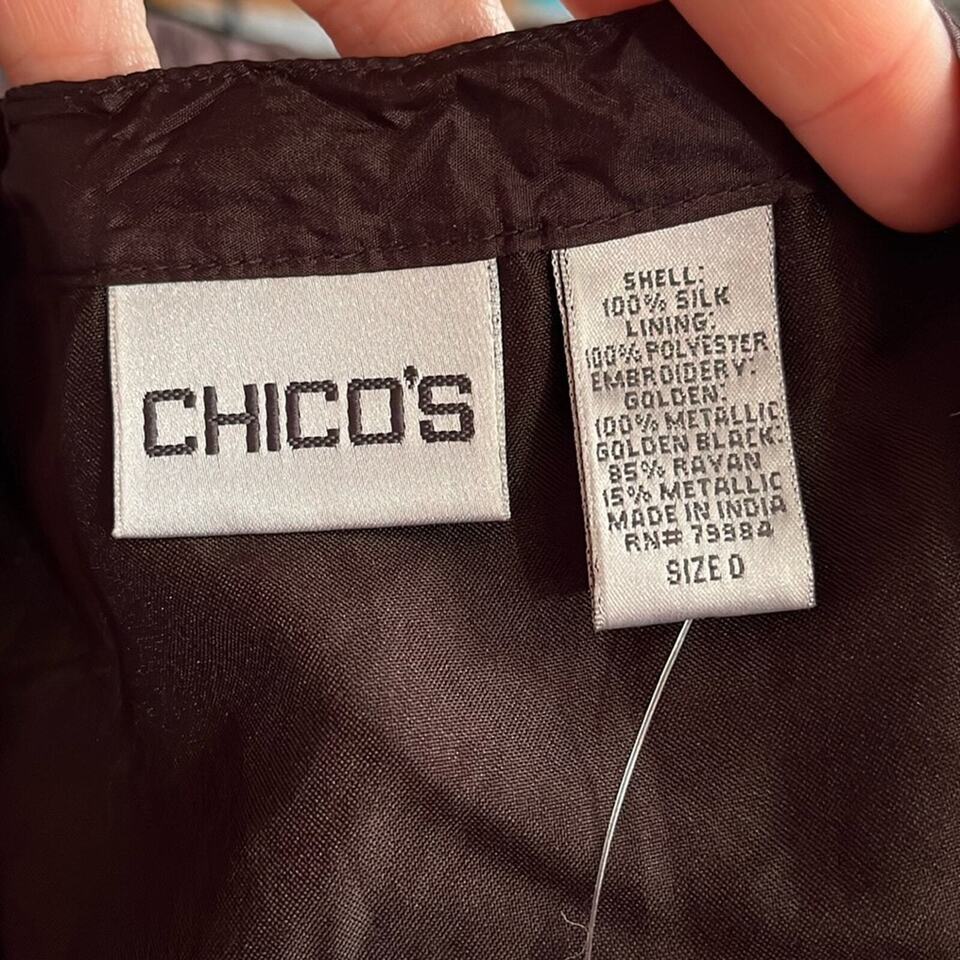 CHICO'S
SHELL:
100% SILK
LINING:
100% POLYESTER
EMBROIDERY:
GOLDEN:
100% METALLIC
GOLDEN BLACK:
85% RAYAN
15% METALLIC
MADE IN INDIA
RN# 79984
SIZE 0